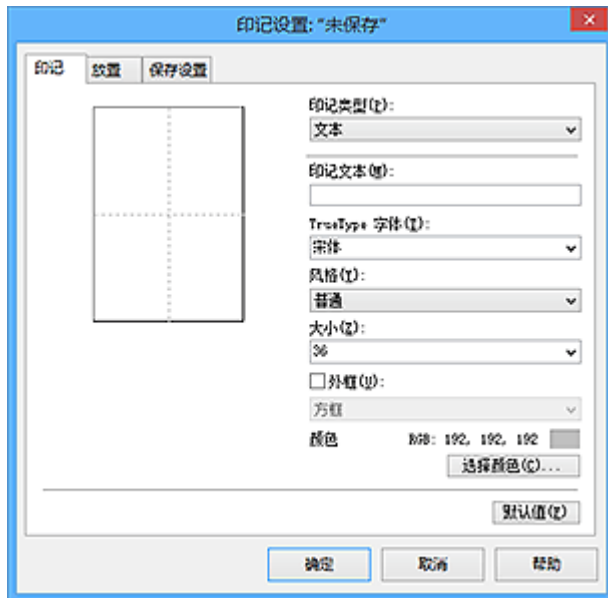 印记设置: "未保存"
印记 放置 保存设置
印记类型(P):
文本
印记文本(W):
TrueType 字体(T):
宋体
风格(Y):
普通
大小(Z):
36
外框(U):
方框
颜色 RGB: 192, 192, 192
选择颜色(C)...
默认值(F)
确定 取消 帮助